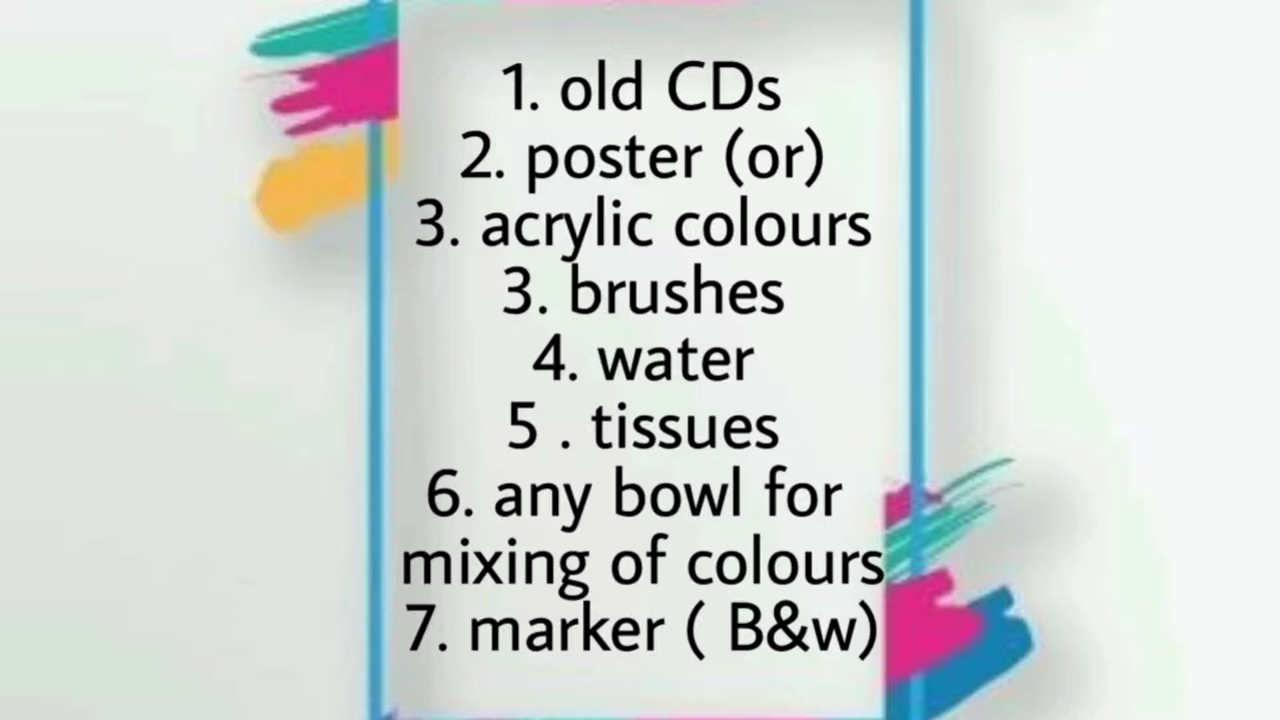 1. old CDs
2. poster (or)
3. acrylic colours
3. brushes
4. water
5 . tissues
6. any bowl for
mixing of colours
7. marker ( B&w)